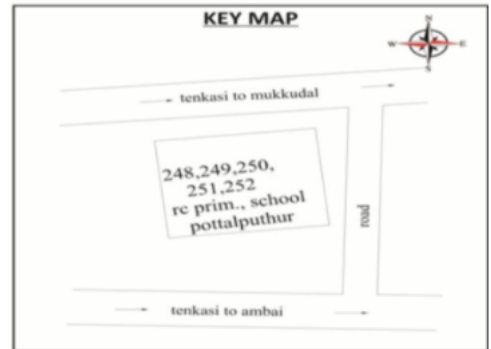 KEY MAP
N
W E
S
tenkasi to mukkudal
248,249,250,
251,252
rc prim., school
pottalputhur
road
tenkasi to ambai